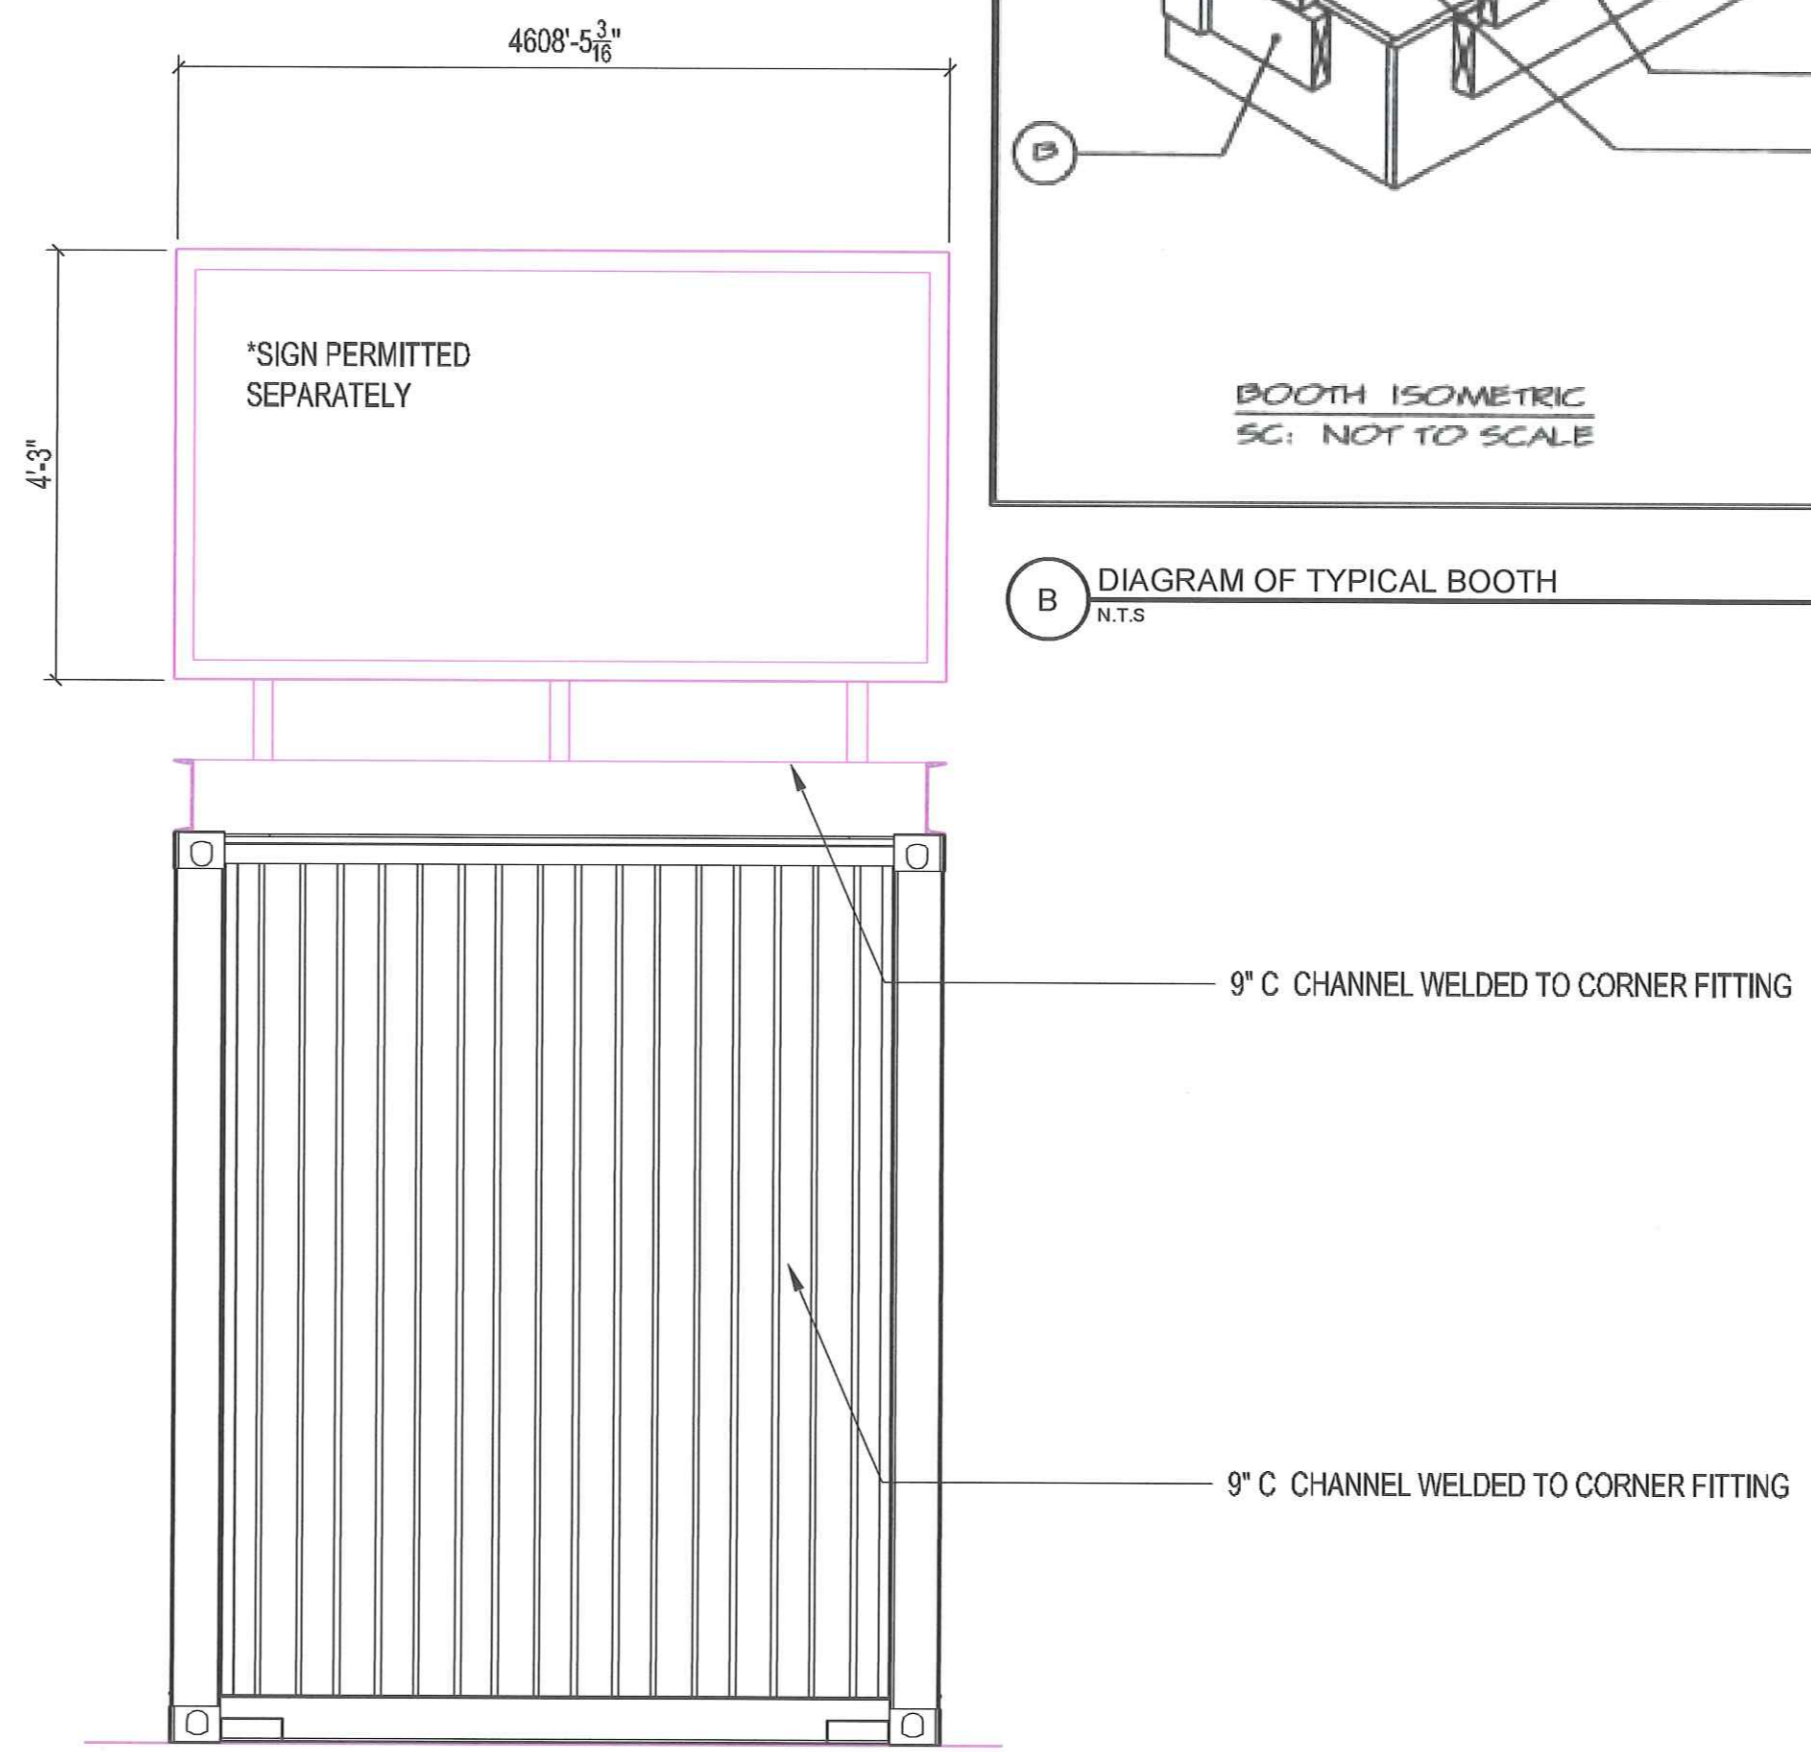 4608'-5 3/16"
B
4'-3"
*SIGN PERMITTED
SEPARATELY
BOOTH ISOMETRIC
SC: NOT TO SCALE
B
DIAGRAM OF TYPICAL BOOTH
N.T.S
9" C CHANNEL WELDED TO CORNER FITTING
9" C CHANNEL WELDED TO CORNER FITTING